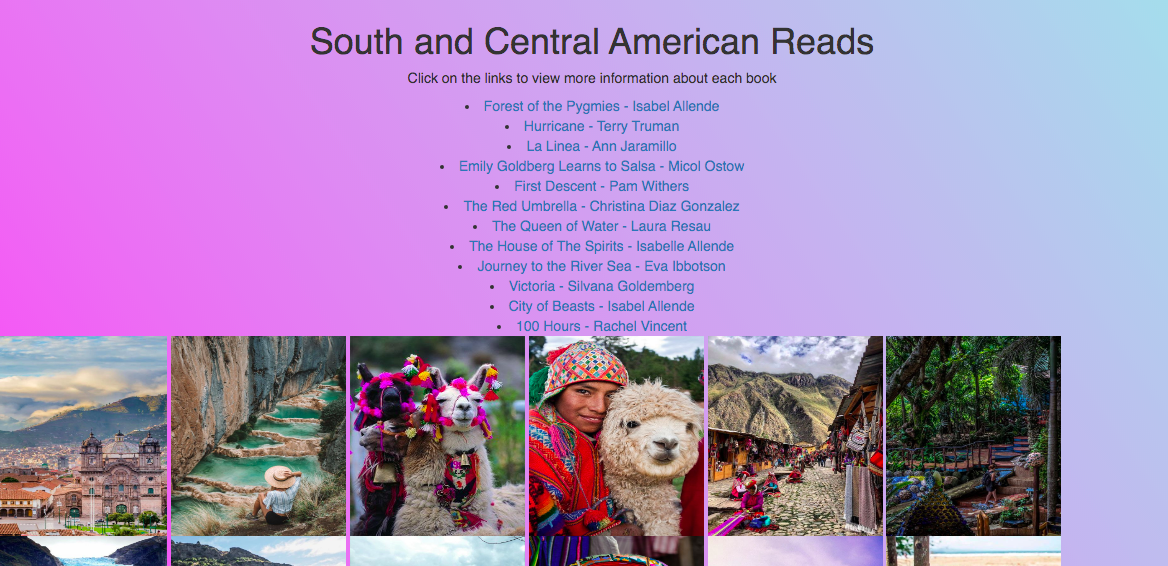 South and Central American Reads
Click on the links to view more information about each book
Forest of the Pygmies - Isabel Allende
Hurricane - Terry Truman
La Linea - Ann Jaramillo
Emily Goldberg Learns to Salsa - Micol Ostow
First Descent - Pam Withers
The Red Umbrella - Christina Diaz Gonzalez
The Queen of Water - Laura Resau
The House of The Spirits - Isabelle Allende
Journey to the River Sea - Eva Ibbotson
Victoria - Silvana Goldemberg
City of Beasts - Isabel Allende
100 Hours - Rachel Vincent